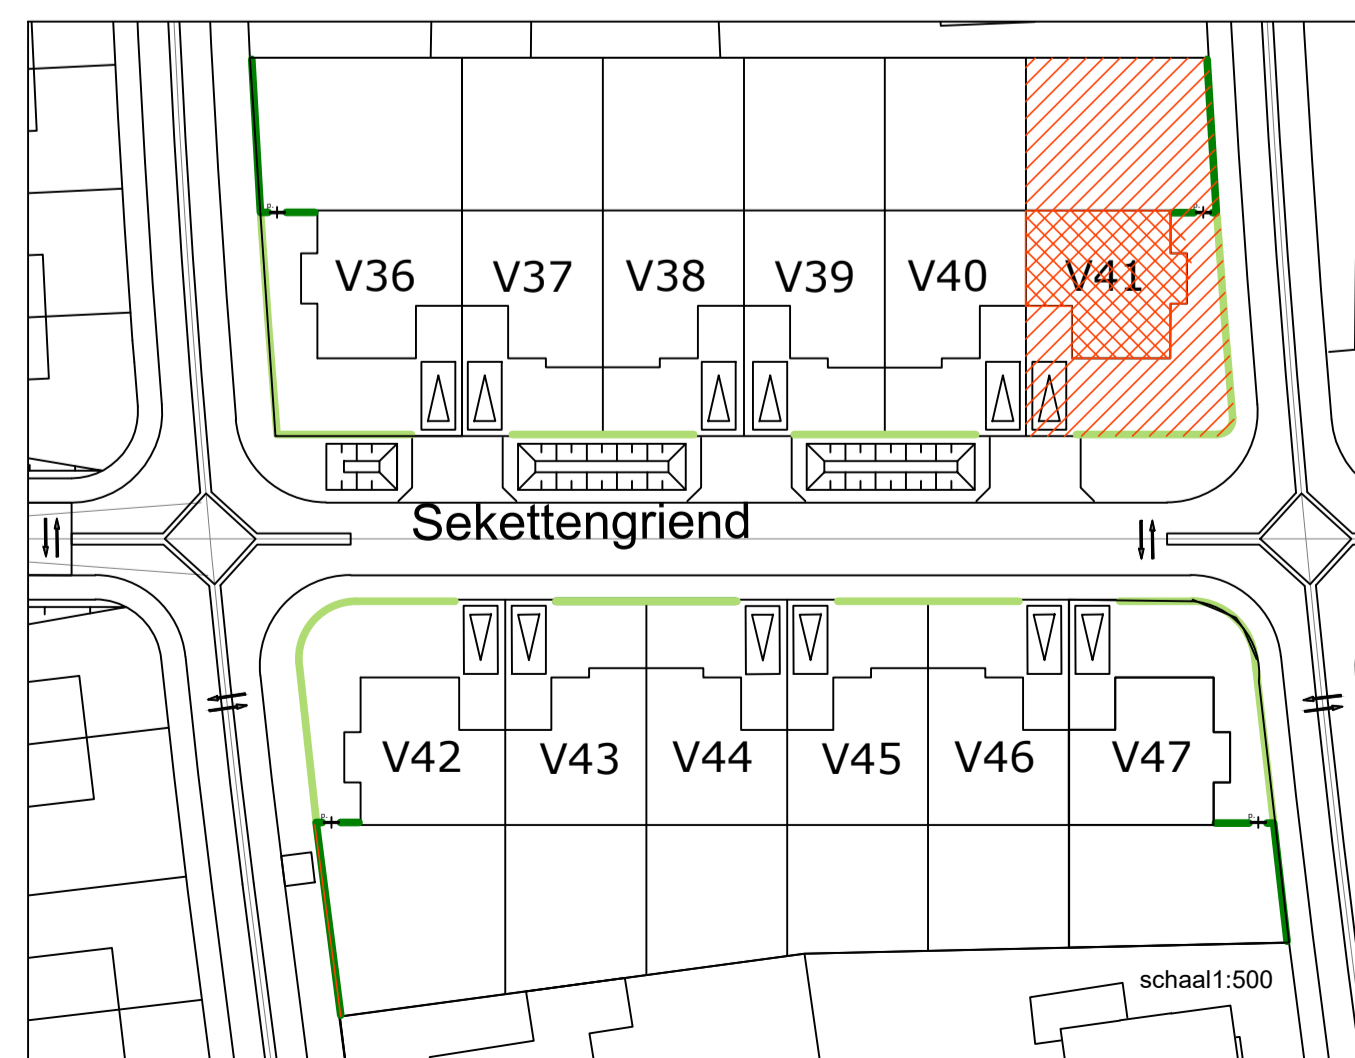 P.
P.
V36
V37
V38
V39
V40
V41
Sekettengriend
V42
V43
V44
V45
V46
V47
P.
P.
schaal1:500